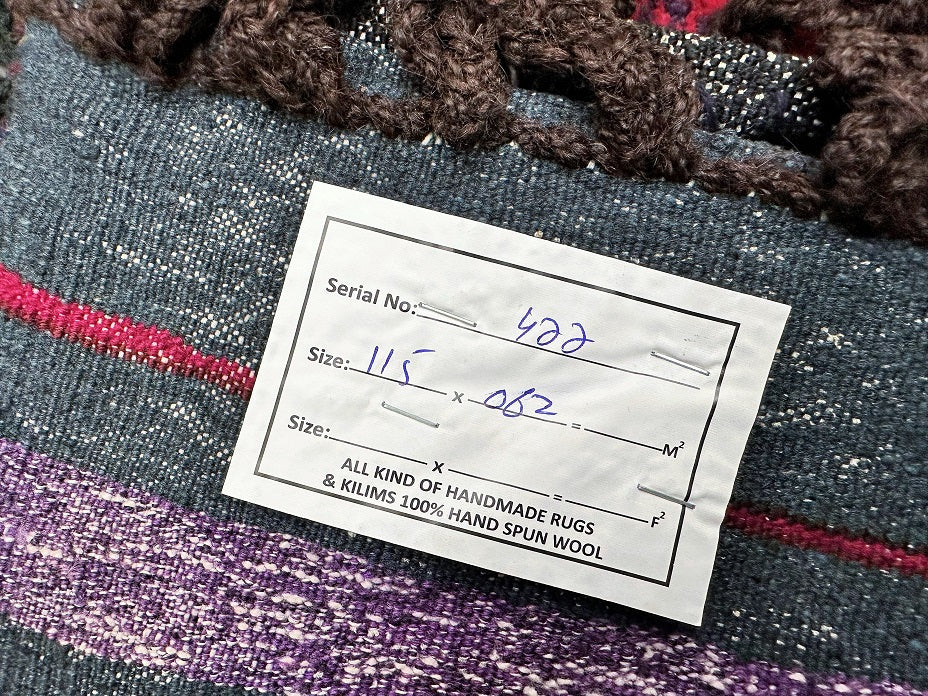 Serial No: 422
Size: 115 x 062 = M²
Size: x = F²
ALL KIND OF HANDMADE RUGS
& KILIMS 100% HAND SPUN WOOL